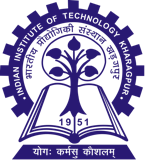 • INDIAN INSTITUTE OF TECHNOLOGY KHARAGPUR •
भारतीय प्रौद्योगिकी संस्थान खड़गपुर
1951
योगः कर्मसु कौशलम्